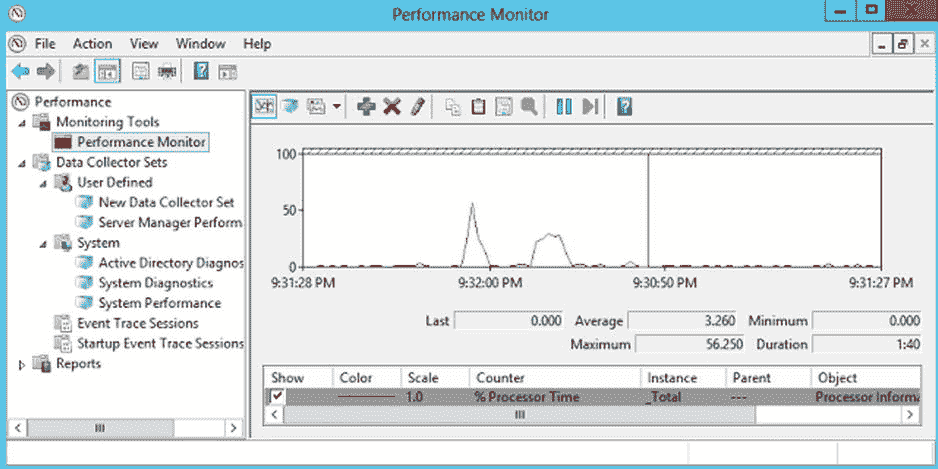 Performance Monitor
File Action View Window Help
Performance
Monitoring Tools
Performance Monitor
Data Collector Sets
User Defined
New Data Collector Set
Server Manager Perform
System
Active Directory Diagnos
System Diagnostics
System Performance
Event Trace Sessions
Startup Event Trace Sessions
Reports
100
50
0
9:31:28 PM 9:32:00 PM 9:30:50 PM 9:31:27 PM
Last 0.000 Average 3.260 Minimum 0.000
Maximum 56.250 Duration 1:40
Show Color Scale Counter Instance Parent Object
1.0 % Processor Time _Total --- Processor Informa